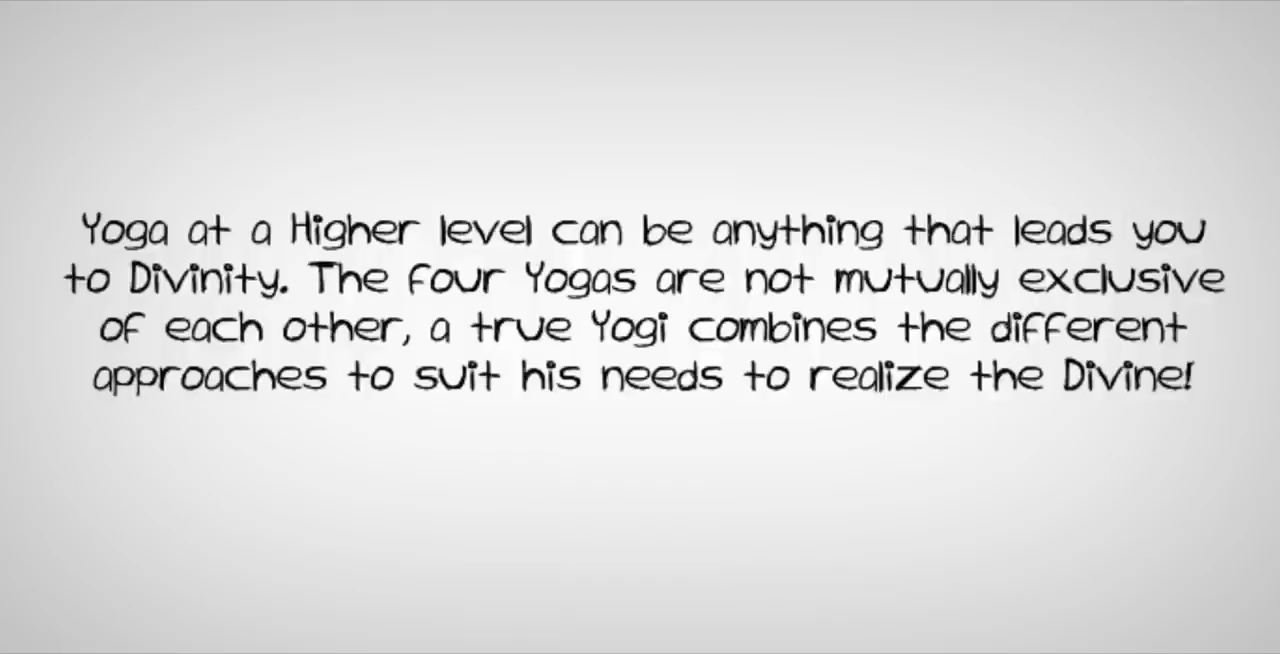 Yoga at a Higher level can be anything that leads you
to Divinity. The four Yogas are not mutually exclusive
of each other, a true Yogi combines the different
approaches to suit his needs to realize the Divine!